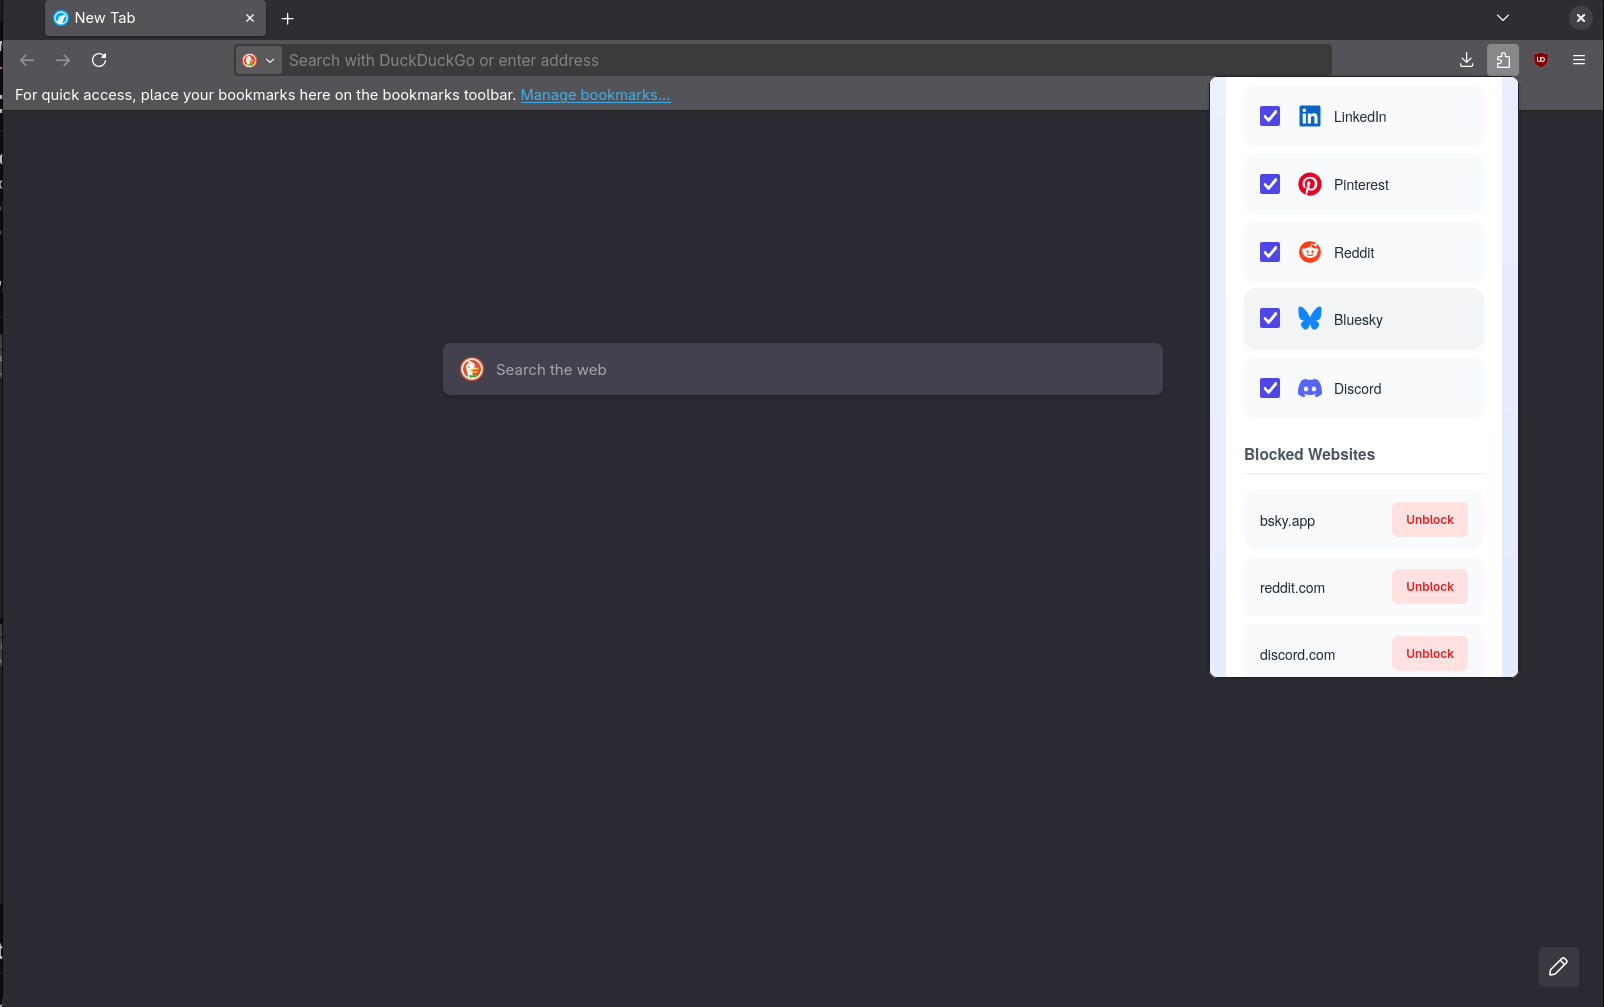 New Tab
Search with DuckDuckGo or enter address
For quick access, place your bookmarks here on the bookmarks toolbar. Manage bookmarks...
LinkedIn
Pinterest
Reddit
Search the web
Bluesky
Discord
Blocked Websites
bsky.app Unblock
reddit.com Unblock
discord.com Unblock